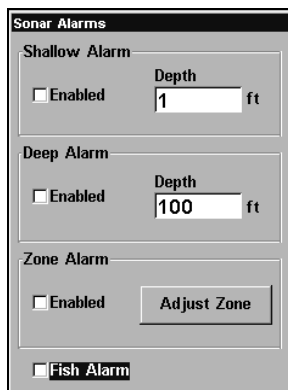 Sonar Alarms
Shallow Alarm
Depth
Enabled
1 ft
Deep Alarm
Depth
Enabled
100 ft
Zone Alarm
Enabled
Adjust Zone
Fish Alarm